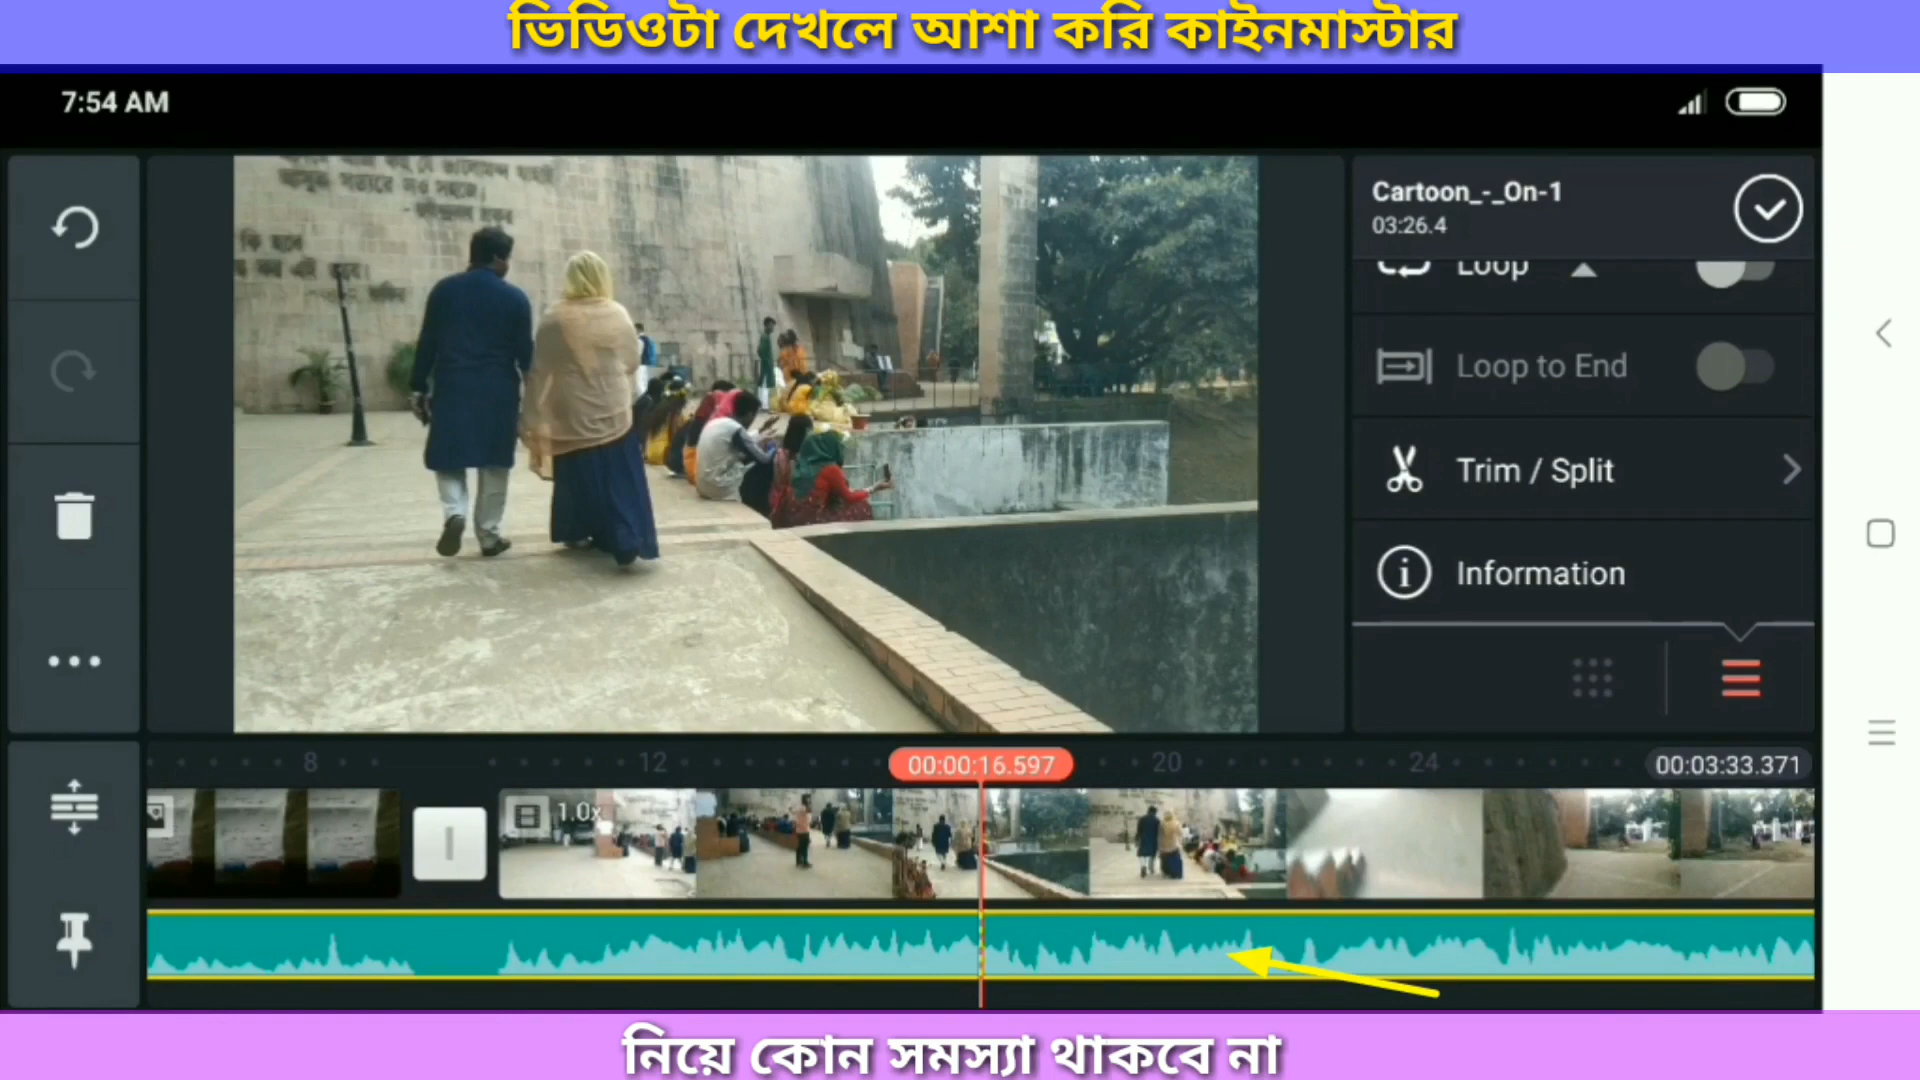 ভিডিওটা দেখলে আশা করি কাইনমাস্টার
7:54 AM
Cartoon_-_On-1
03:26.4
Loop
Loop to End
Trim / Split
Information
8 12 00:00:16.597 20 24 00:03:33.371
1.0x
নিয়ে কোন সমস্যা থাকবে না